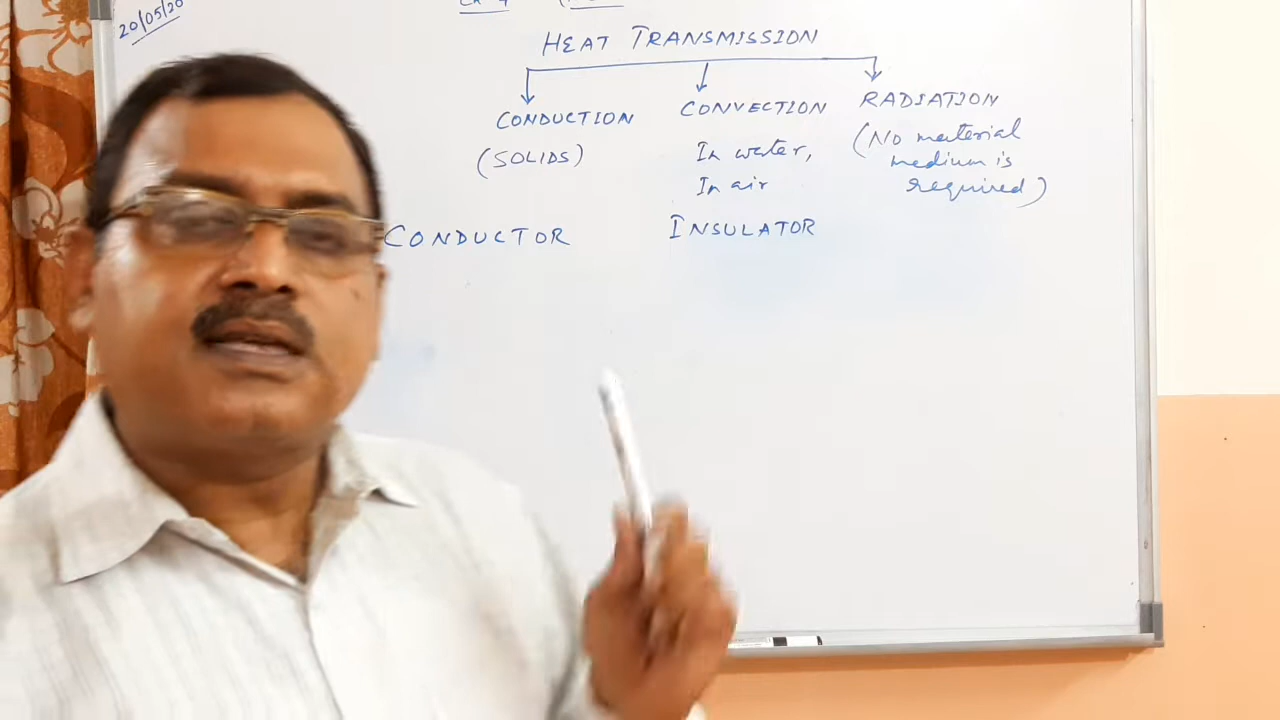 20/05/20
HEAT TRANSMISSION
CONDUCTION CONVECTION RADIATION
(SOLIDS) In water, (No material
In air medium is
required)
CONDUCTOR INSULATOR